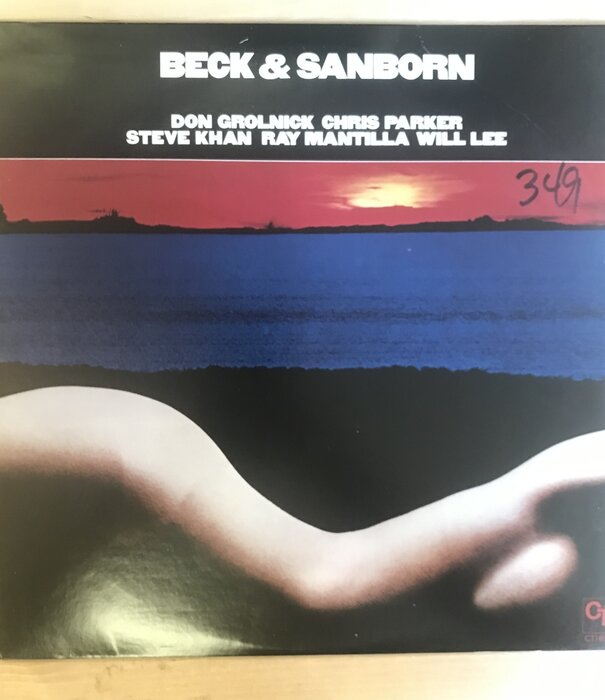 BECK & SANBORN
DON GROLNICK CHRIS PARKER
STEVE KHAN RAY MANTILLA WILL LEE
349